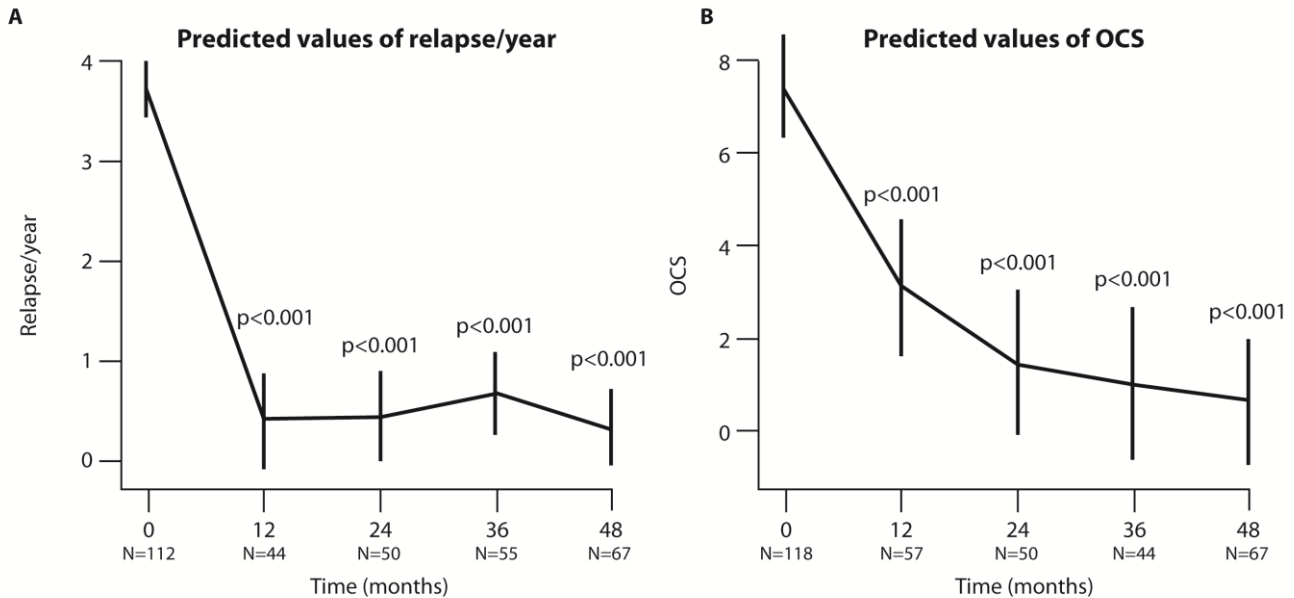 A
Predicted values of relapse/year
4
3
2
1
0
Relapse/year
p<0.001
p<0.001
p<0.001
p<0.001
0 12 24 36 48
N=112 N=44 N=50 N=55 N=67
Time (months)
B
Predicted values of OCS
8
6
4
2
0
OCS
p<0.001
p<0.001
p<0.001
p<0.001
0 12 24 36 48
N=118 N=57 N=50 N=44 N=67
Time (months)